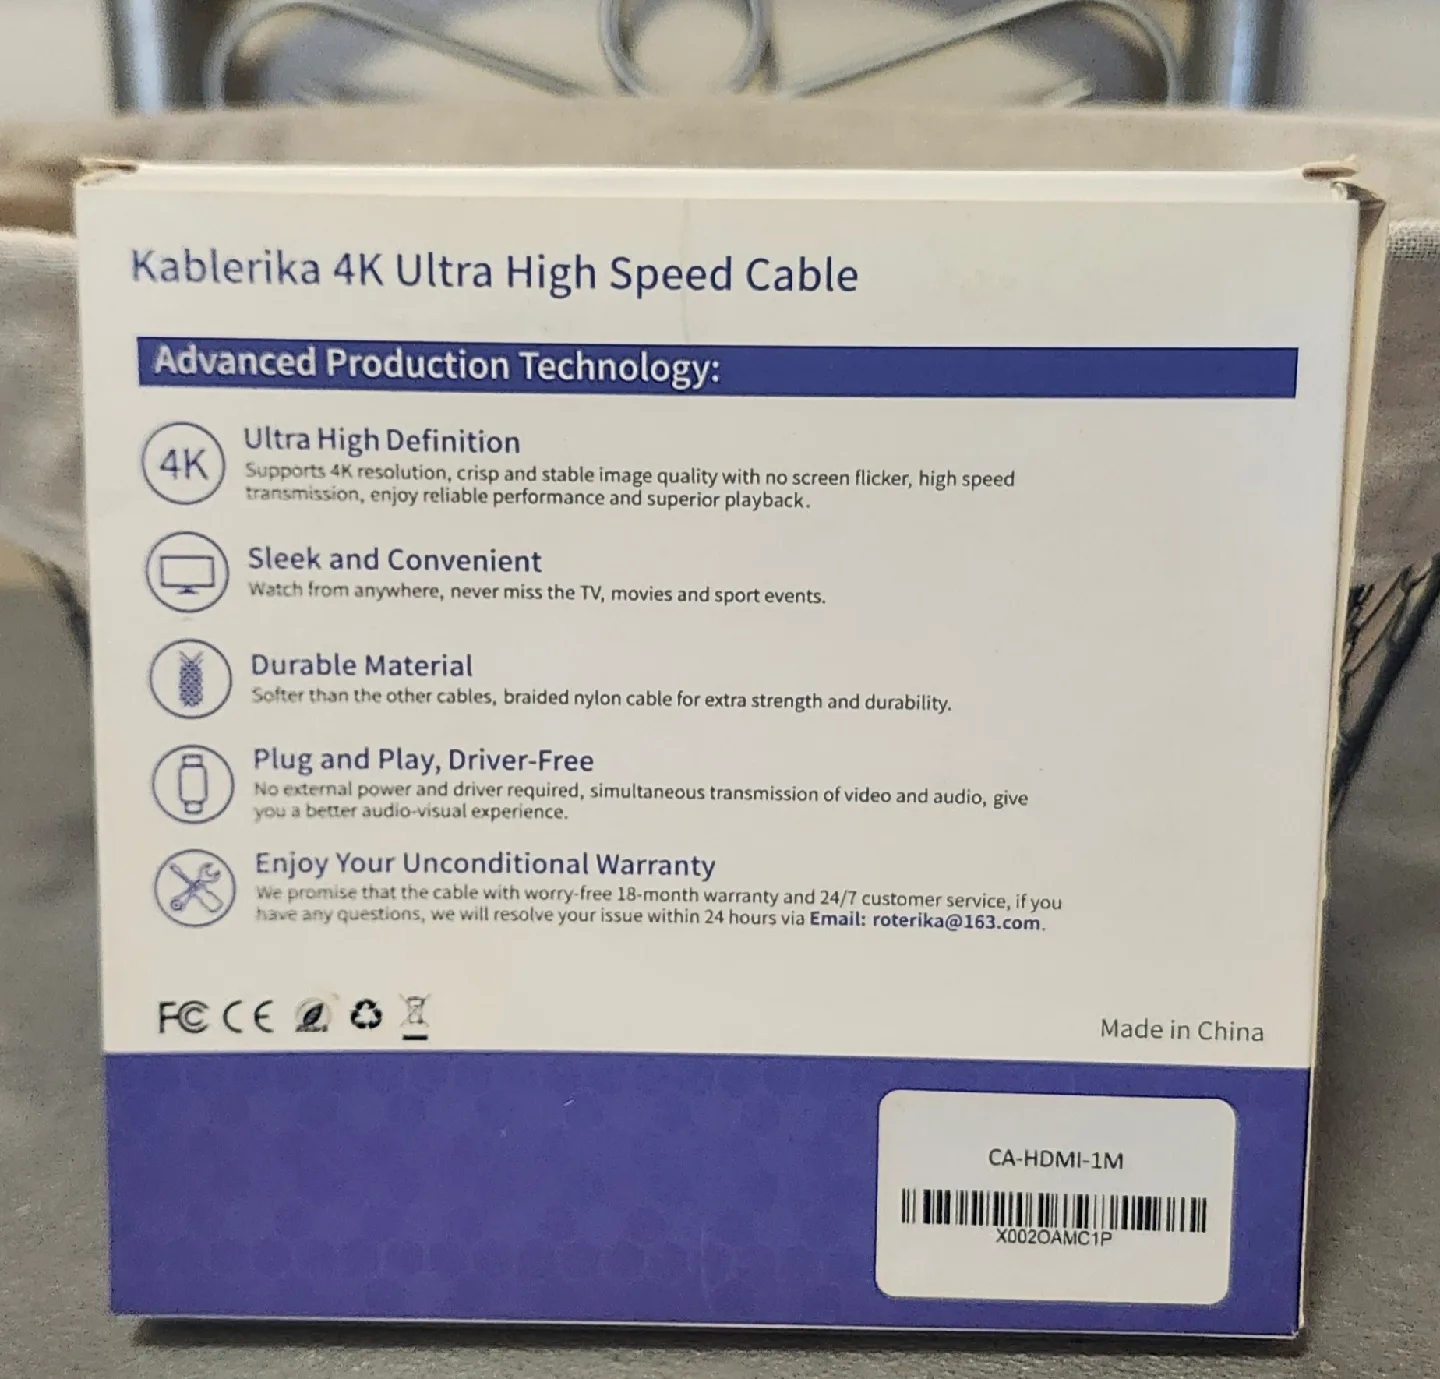 Kablerika 4K Ultra High Speed Cable
Advanced Production Technology:
4K
Ultra High Definition
Supports 4K resolution, crisp and stable image quality with no screen flicker, high speed
transmission, enjoy reliable performance and superior playback.
Sleek and Convenient
Watch from anywhere, never miss the TV, movies and sport events.
Durable Material
Softer than the other cables, braided nylon cable for extra strength and durability.
Plug and Play, Driver-Free
No external power and driver required, simultaneous transmission of video and audio, give
you a better audio-visual experience.
Enjoy Your Unconditional Warranty
We promise that the cable with worry-free 18-month warranty and 24/7 customer service, if you
have any questions, we will resolve your issue within 24 hours via Email: roterika@163.com.
FC CE
Made in China
CA-HDMI-1M
X002OAMC1P